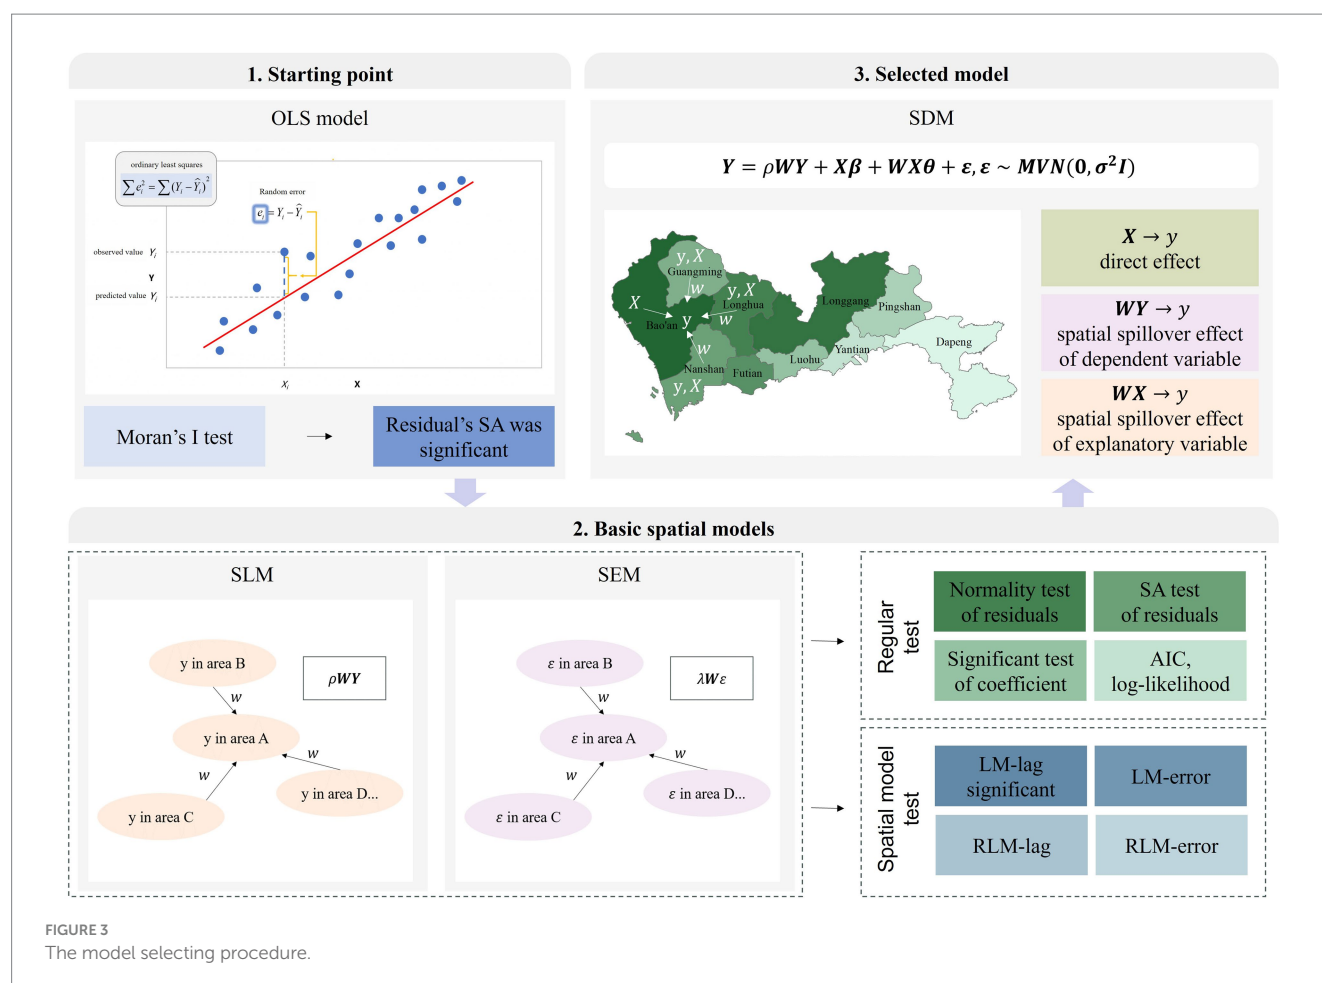 1. Starting point
OLS model
ordinary least squares
∑ e_i^2 = ∑ (Y_i − Ŷ_i)^2
Random error
e_i = Y_i − Ŷ_i
observed value Y_i
Y
predicted value Y_i
X_i
X
Moran's I test
Residual's SA was
significant
3. Selected model
SDM
Y = ρWY + Xβ + WXθ + ε, ε ~ MVN(0, σ²I)
y, X
Guangming
w
y, X
Longhua
w
X
Bao'an
y
w
Nanshan
y, X
Futian
Luohu
Yantian
Longgang
Pingshan
Dapeng
X → y
direct effect
WY → y
spatial spillover effect
of dependent variable
WX → y
spatial spillover effect
of explanatory variable
2. Basic spatial models
SLM
y in area B
ρWY
w
y in area A
w
w
y in area D...
y in area C
SEM
ε in area B
λWε
w
ε in area A
w
w
ε in area D...
ε in area C
Regular
test
Normality test
of residuals
SA test
of residuals
Significant test
of coefficient
AIC,
log-likelihood
Spatial model
test
LM-lag
significant
LM-error
RLM-lag
RLM-error
FIGURE 3
The model selecting procedure.